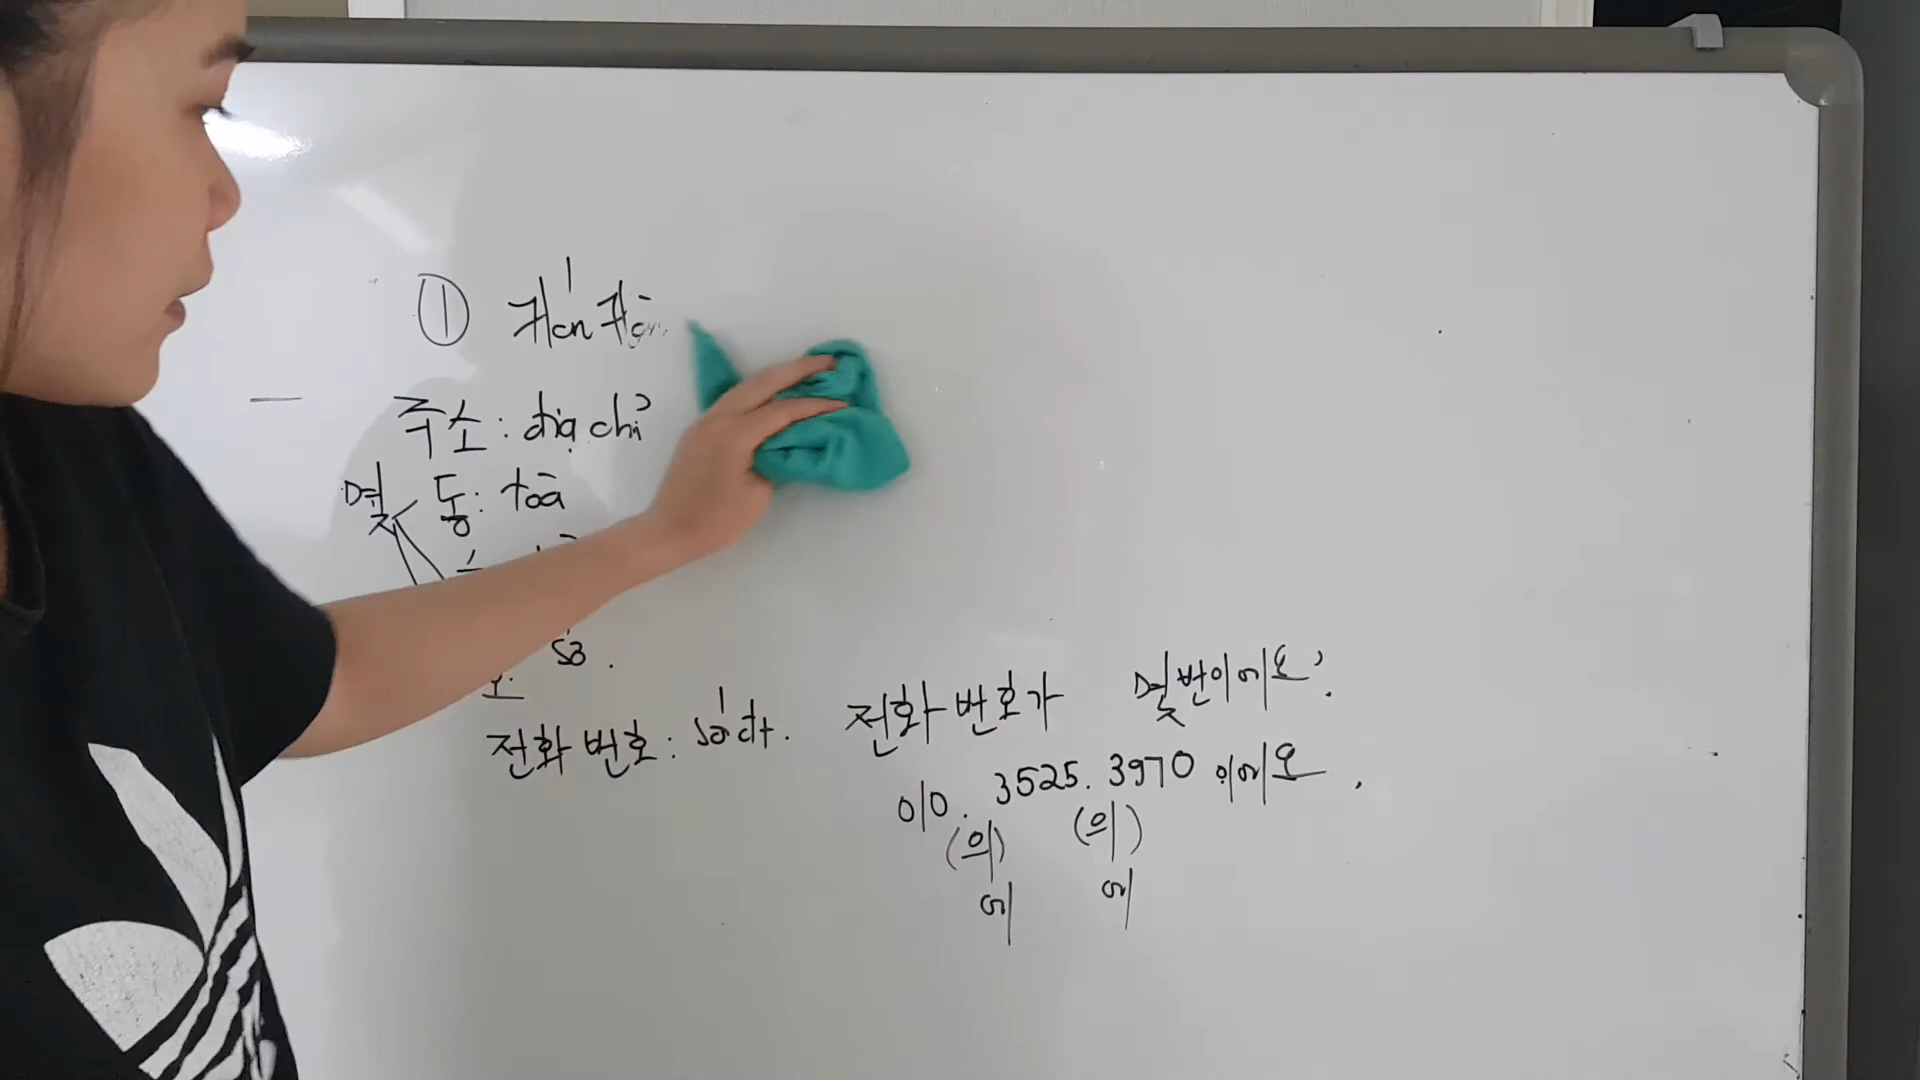 ① Hán Hàn
주소: địa chỉ
몇 동: toà
số.
전화 번호: số đt. 전화 번호가 몇 번이에요?
010. 3525. 3970 이에요.
(의) (의)
에 에